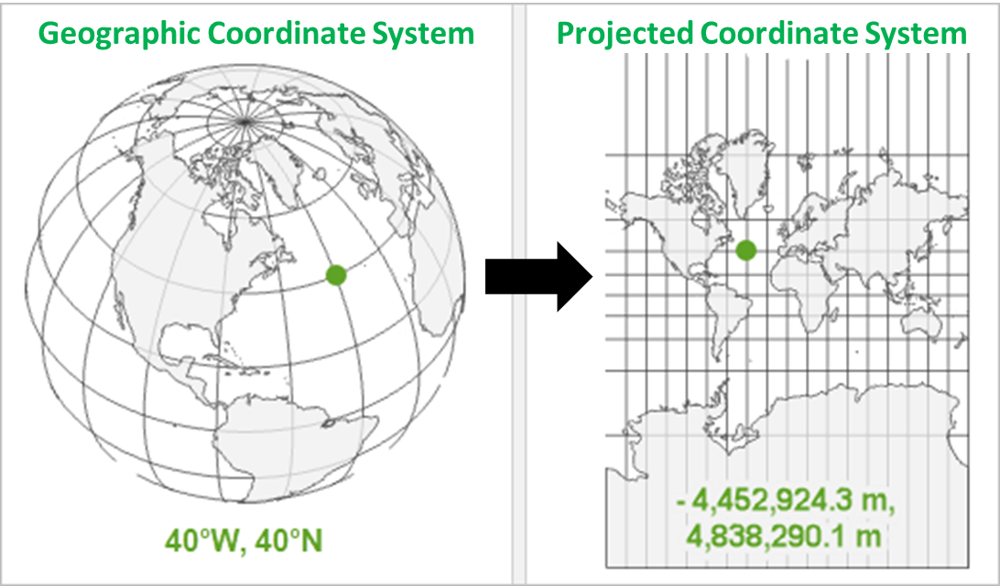 Geographic Coordinate System
Projected Coordinate System
40°W, 40°N
- 4,452,924.3 m,
4,838,290.1 m